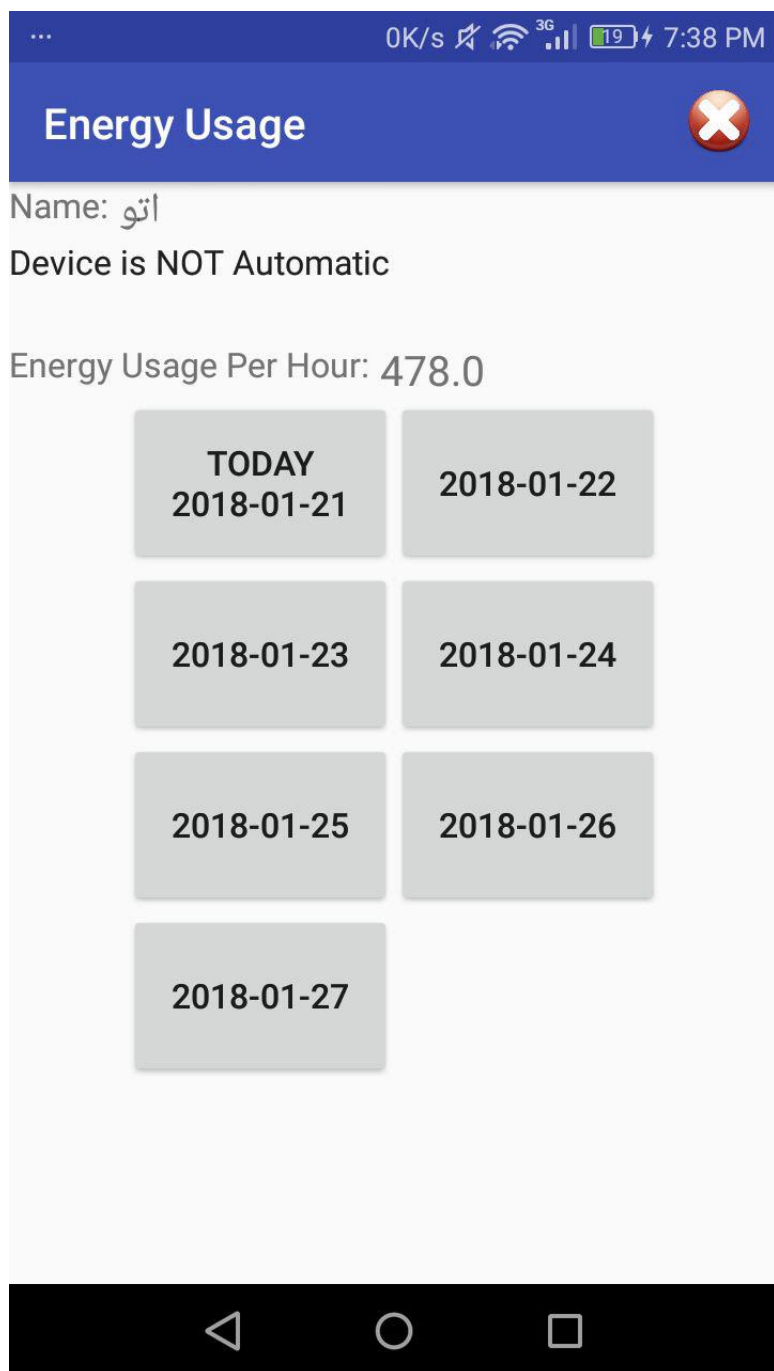 ... 0K/s 3G 19 7:38 PM
Energy Usage
Name: اتو
Device is NOT Automatic
Energy Usage Per Hour: 478.0
TODAY
2018-01-21
2018-01-22
2018-01-23
2018-01-24
2018-01-25
2018-01-26
2018-01-27